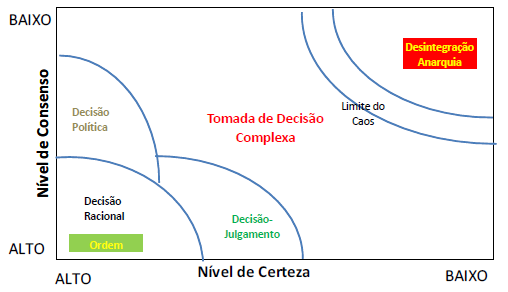 BAIXO
Desintegração
Anarquia
Limite do
Caos
Nível de Consenso
Decisão
Política
Tomada de Decisão
Complexa
Decisão
Racional
Decisão-
Julgamento
Ordem
ALTO
ALTO
Nível de Certeza
BAIXO